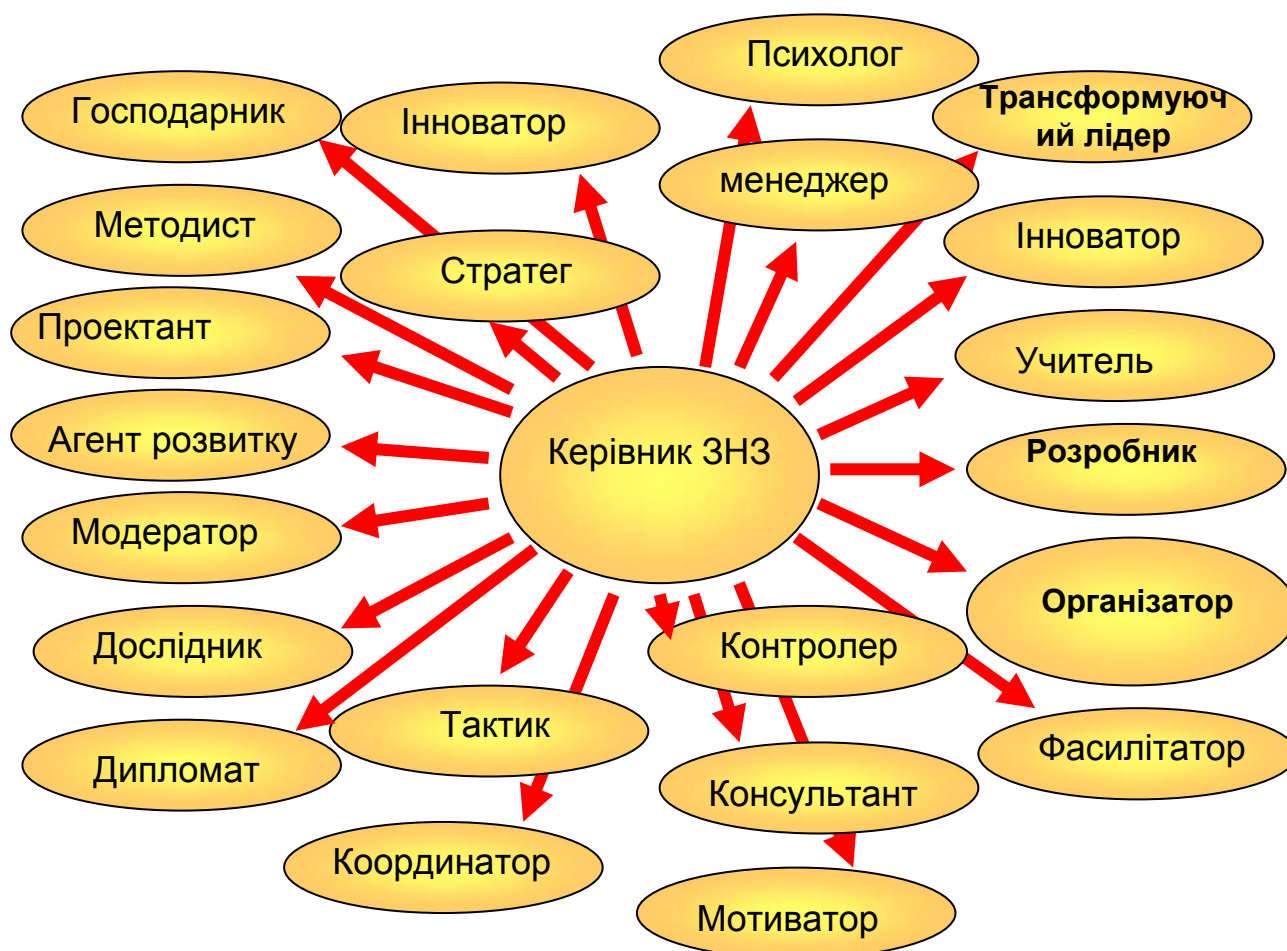 Психолог
Господарник
Інноватор
Трансформуюч
ий лідер
менеджер
Методист
Інноватор
Стратег
Проектант
Учитель
Агент розвитку
Керівник ЗНЗ
Розробник
Модератор
Організатор
Дослідник
Контролер
Тактик
Фасилітатор
Дипломат
Консультант
Координатор
Мотиватор